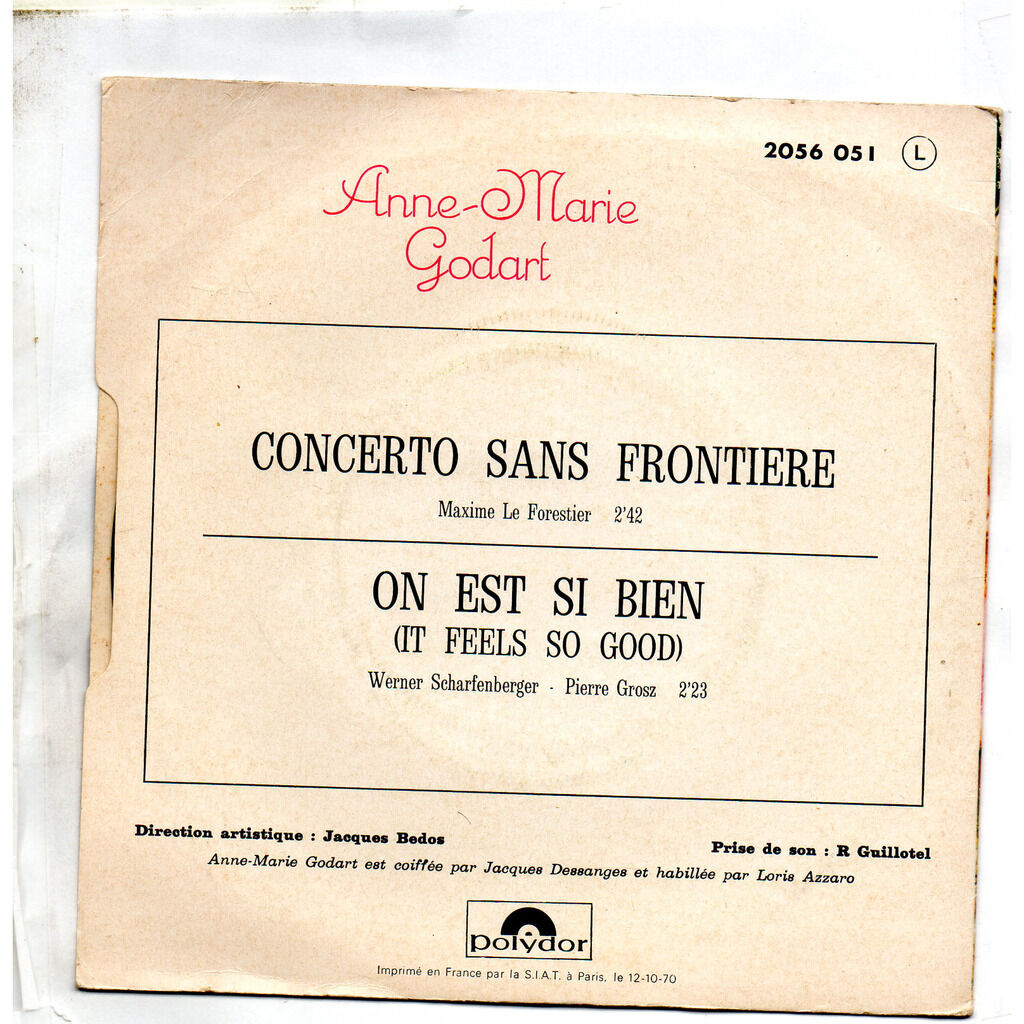 2056 051 L
Anne-Marie
Godart
CONCERTO SANS FRONTIERE
Maxime Le Forestier 2'42
ON EST SI BIEN
(IT FEELS SO GOOD)
Werner Scharfenberger - Pierre Grosz 2'23
Direction artistique : Jacques Bedos
Prise de son : R Guillotel
Anne-Marie Godart est coiffée par Jacques Dessanges et habillée par Loris Azzaro
polydor
Imprimé en France par la S.I.A.T. à Paris, le 12-10-70